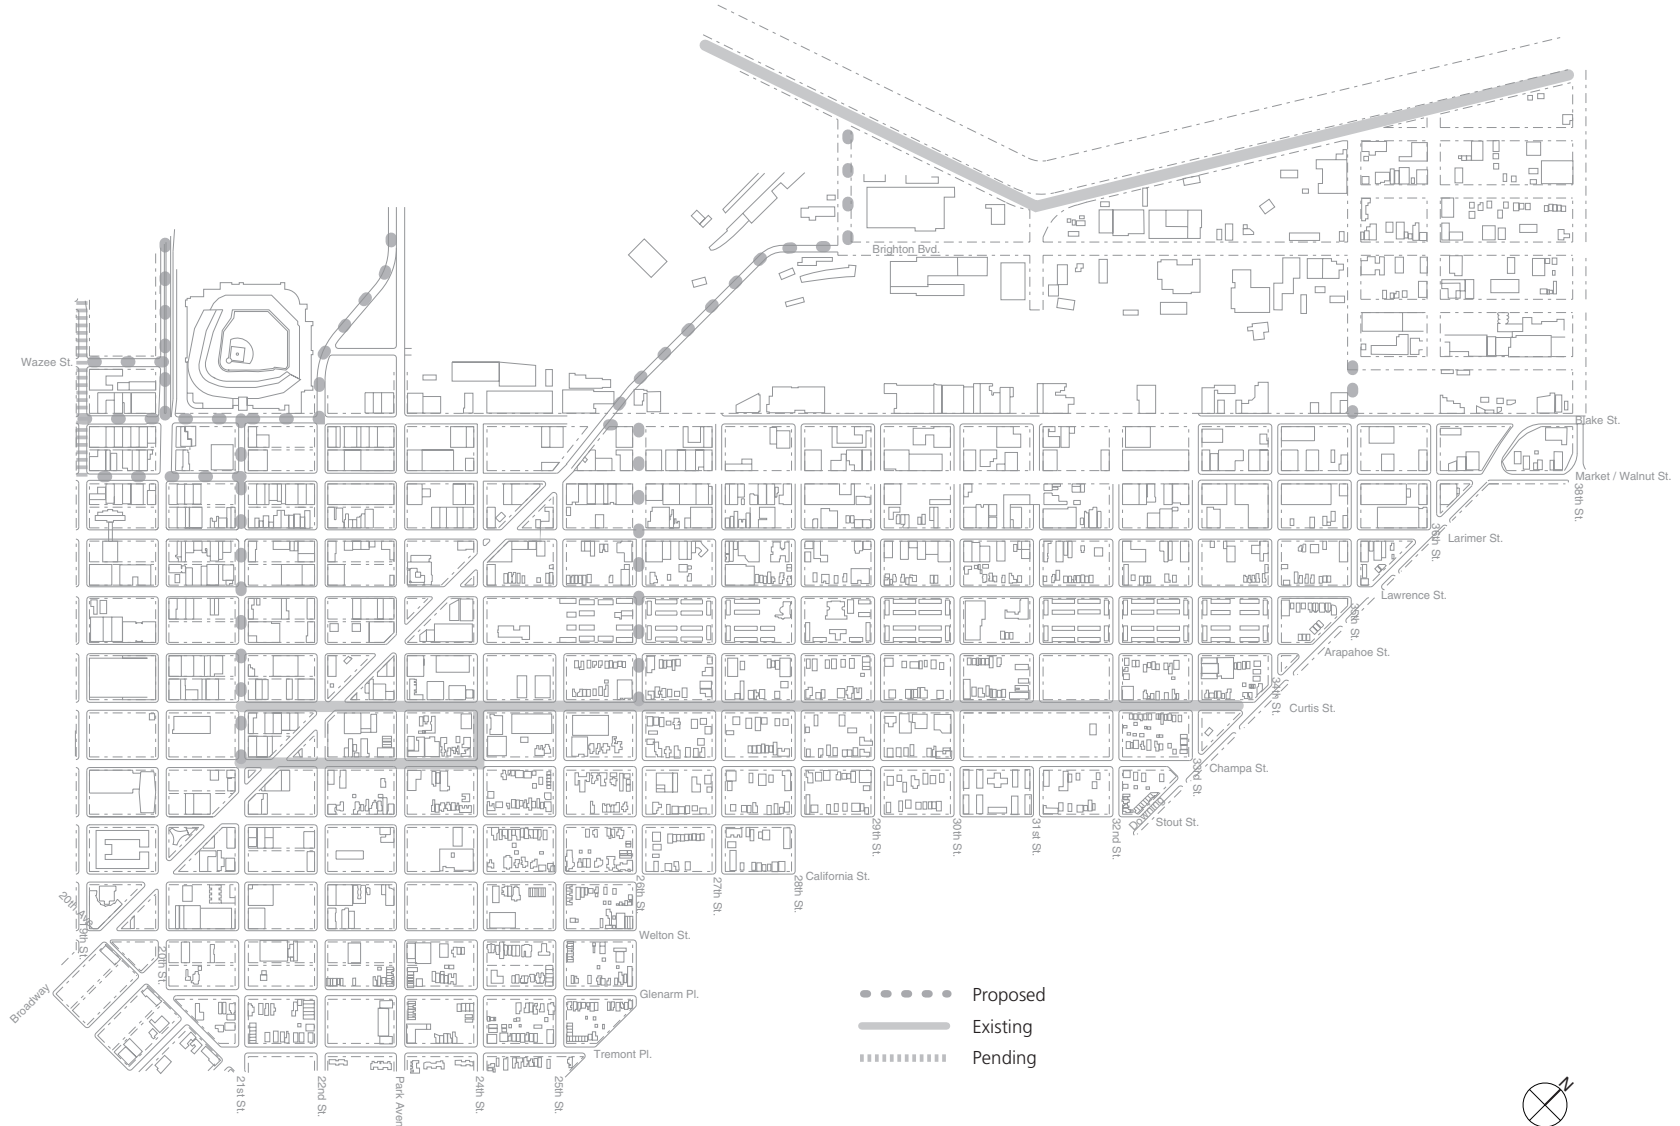 Brighton Blvd.
Wazee St.
Blake St.
Market / Walnut St.
38th St.
36th St.
Larimer St.
Lawrence St.
35th St.
Arapahoe St.
34th St.
Curtis St.
33rd St.
Champa St.
Downing
Stout St.
29th St.
30th St.
31st St.
32nd St.
California St.
26th St.
27th St.
28th St.
20th Ave.
19th St.
20th St.
Welton St.
Broadway
Glenarm Pl.
Tremont Pl.
Proposed
Existing
Pending
21st St.
22nd St.
Park Aven
24th St.
25th St.
N